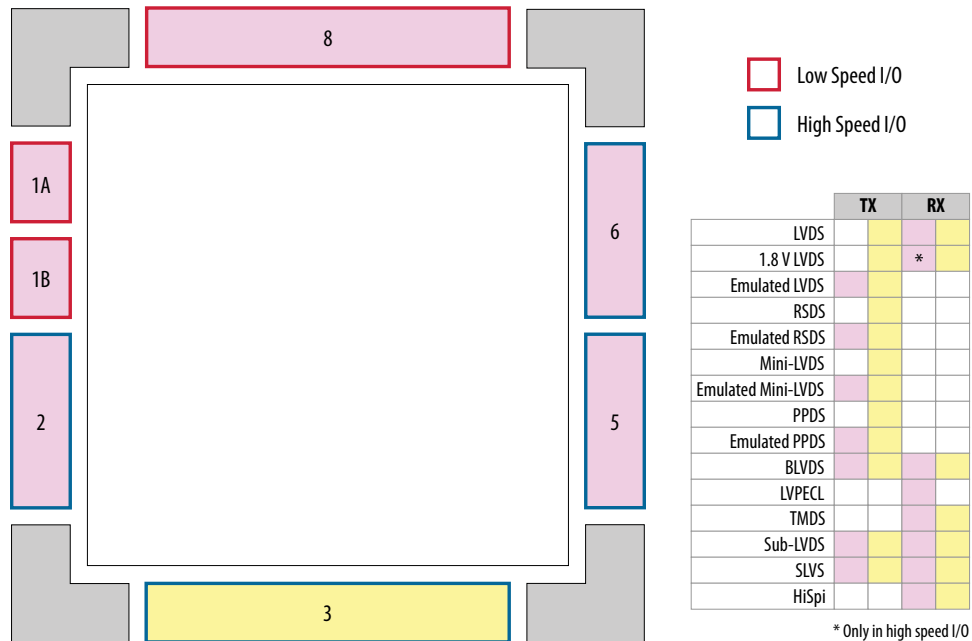 8
Low Speed I/O
High Speed I/O
1A
6
1B
2
5
3
TX RX
LVDS
1.8 V LVDS *
Emulated LVDS
RSDS
Emulated RSDS
Mini-LVDS
Emulated Mini-LVDS
PPDS
Emulated PPDS
BLVDS
LVPECL
TMDS
Sub-LVDS
SLVS
HiSpi
* Only in high speed I/O